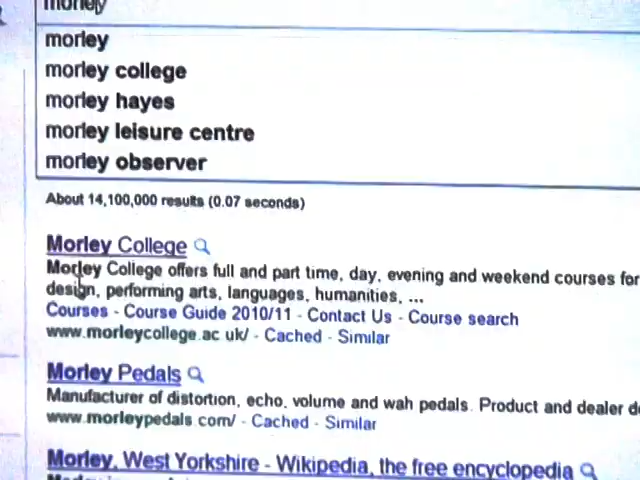 morley
morley
morley college
morley hayes
morley leisure centre
morley observer
About 14,100,000 results (0.07 seconds)
Morley College
Morley College offers full and part time, day, evening and weekend courses for
design, performing arts, languages, humanities, ...
Courses - Course Guide 2010/11 - Contact Us - Course search
www.morleycollege.ac uk/ - Cached - Similar
Morley Pedals
Manufacturer of distortion, echo, volume and wah pedals. Product and dealer
www.morleypedals.com/ - Cached - Similar
Morley, West Yorkshire - Wikipedia, the free encyclopedia